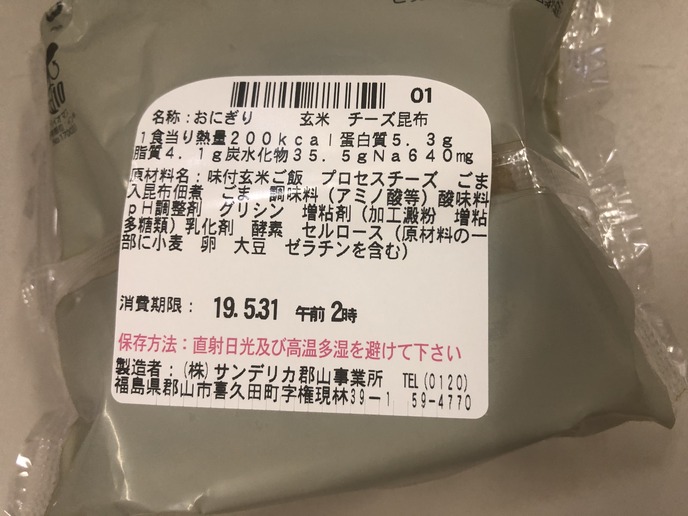 01
名称：おにぎり　玄米　チーズ昆布
1食当り熱量200kcal 蛋白質5.3g
脂質4.1g炭水化物35.5gNa640mg
原材料名：味付玄米ご飯　プロセスチーズ　ごま
入昆布佃煮　ごま　調味料（アミノ酸等）酸味料
pH調整剤　グリシン　増粘剤（加工澱粉　増粘
多糖類）乳化剤　酵素　セルロース（原材料の一
部に小麦　卵　大豆　ゼラチンを含む）
消費期限：19.5.31 午前2時
保存方法：直射日光及び高温多湿を避けて下さい
製造者：(株)サンデリカ郡山事業所　TEL(0120)
福島県郡山市喜久田町字権現林39-1　59-4770